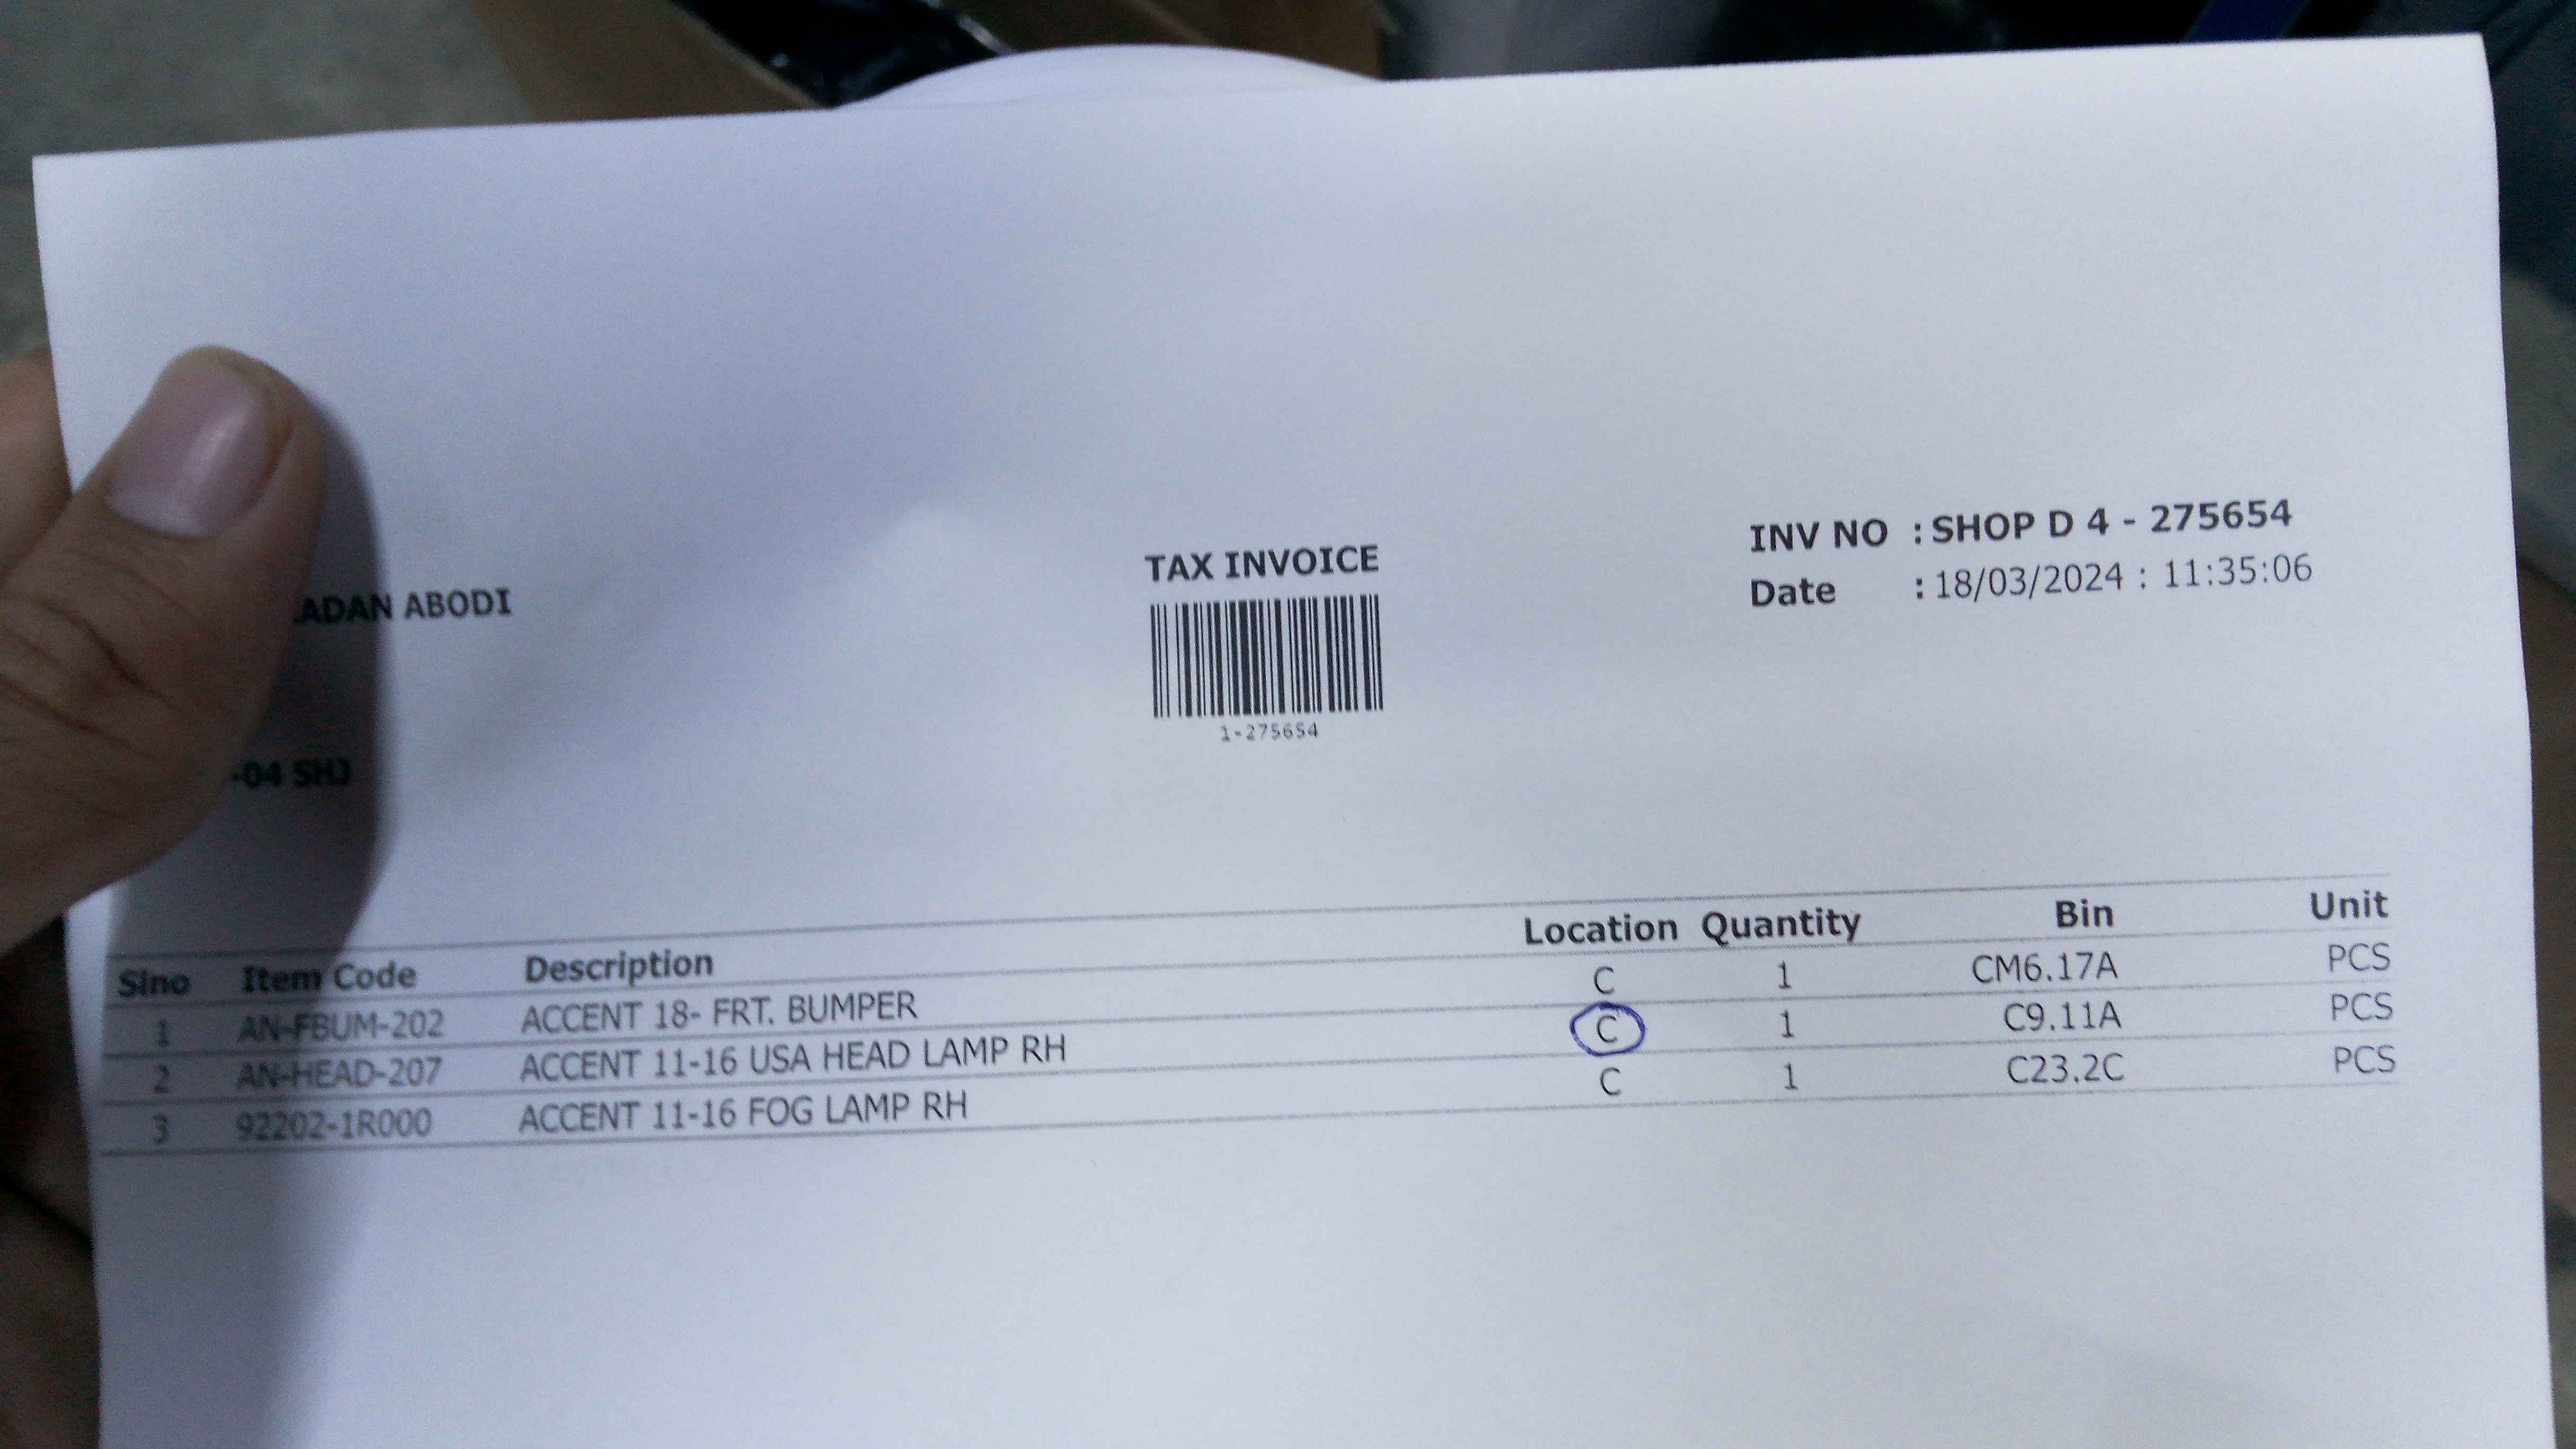 TAX INVOICE
INV NO : SHOP D 4 - 275654
Date : 18/03/2024 : 11:35:06
ADAN ABODI
1-275654
-04 SHJ
Slno Item Code Description Location Quantity Bin Unit
1 AN-FBUM-202 ACCENT 18- FRT. BUMPER C 1 CM6.17A PCS
2 AN-HEAD-207 ACCENT 11-16 USA HEAD LAMP RH C 1 C9.11A PCS
3 92202-1R000 ACCENT 11-16 FOG LAMP RH C 1 C23.2C PCS